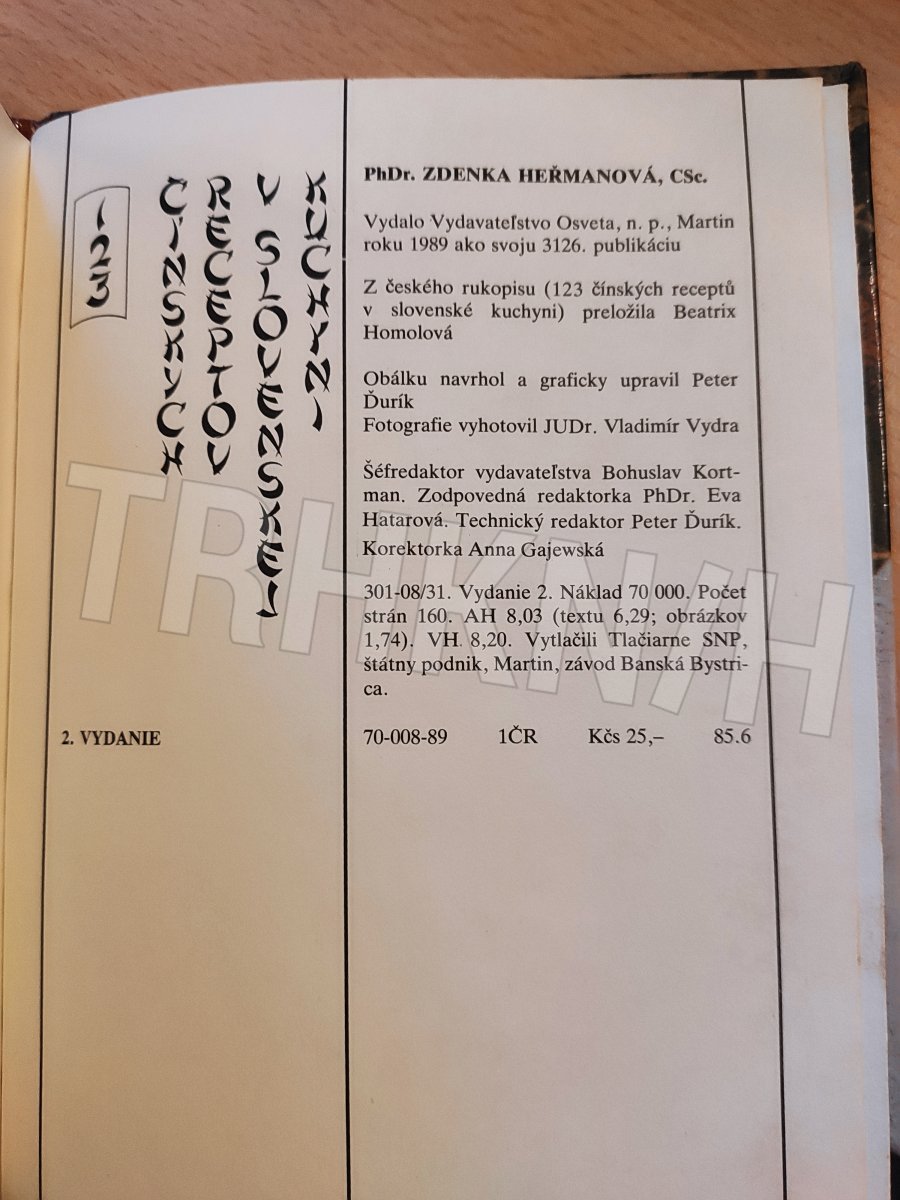 123
ČÍNSKYCH
RECEPTOV
V SLOVENSKEJ
KUCHYNI
PhDr. ZDENKA HEŘMANOVÁ, CSc.
Vydalo Vydavateľstvo Osveta, n. p., Martin
roku 1989 ako svoju 3126. publikáciu
Z českého rukopisu (123 čínských receptů
v slovenské kuchyni) preložila Beatrix
Homolová
Obálku navrhol a graficky upravil Peter
Ďurík
Fotografie vyhotovil JUDr. Vladimír Vydra
Šéfredaktor vydavateľstva Bohuslav Kort-
man. Zodpovedná redaktorka PhDr. Eva
Hatarová. Technický redaktor Peter Ďurík.
Korektorka Anna Gajewská
301-08/31. Vydanie 2. Náklad 70 000. Počet
strán 160. AH 8,03 (textu 6,29; obrázkov
1,74). VH 8,20. Vytlačili Tlačiarne SNP,
štátny podnik, Martin, závod Banská Bystri-
ca.
2. VYDANIE
70-008-89 1ČR Kčs 25,– 85.6
TRHKNIH